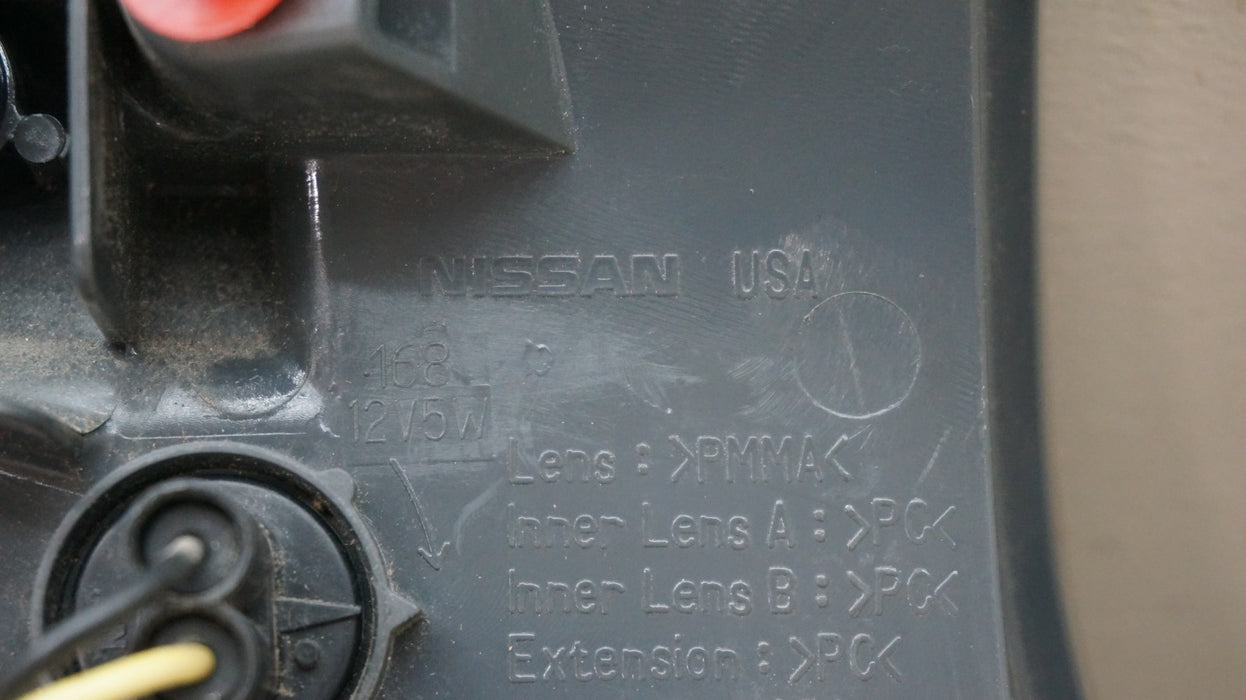 NISSAN USA
168
12V5W
Lens : >PMMA<
Inner Lens A : >PC<
Inner Lens B : >PC<
Extension : >PC<